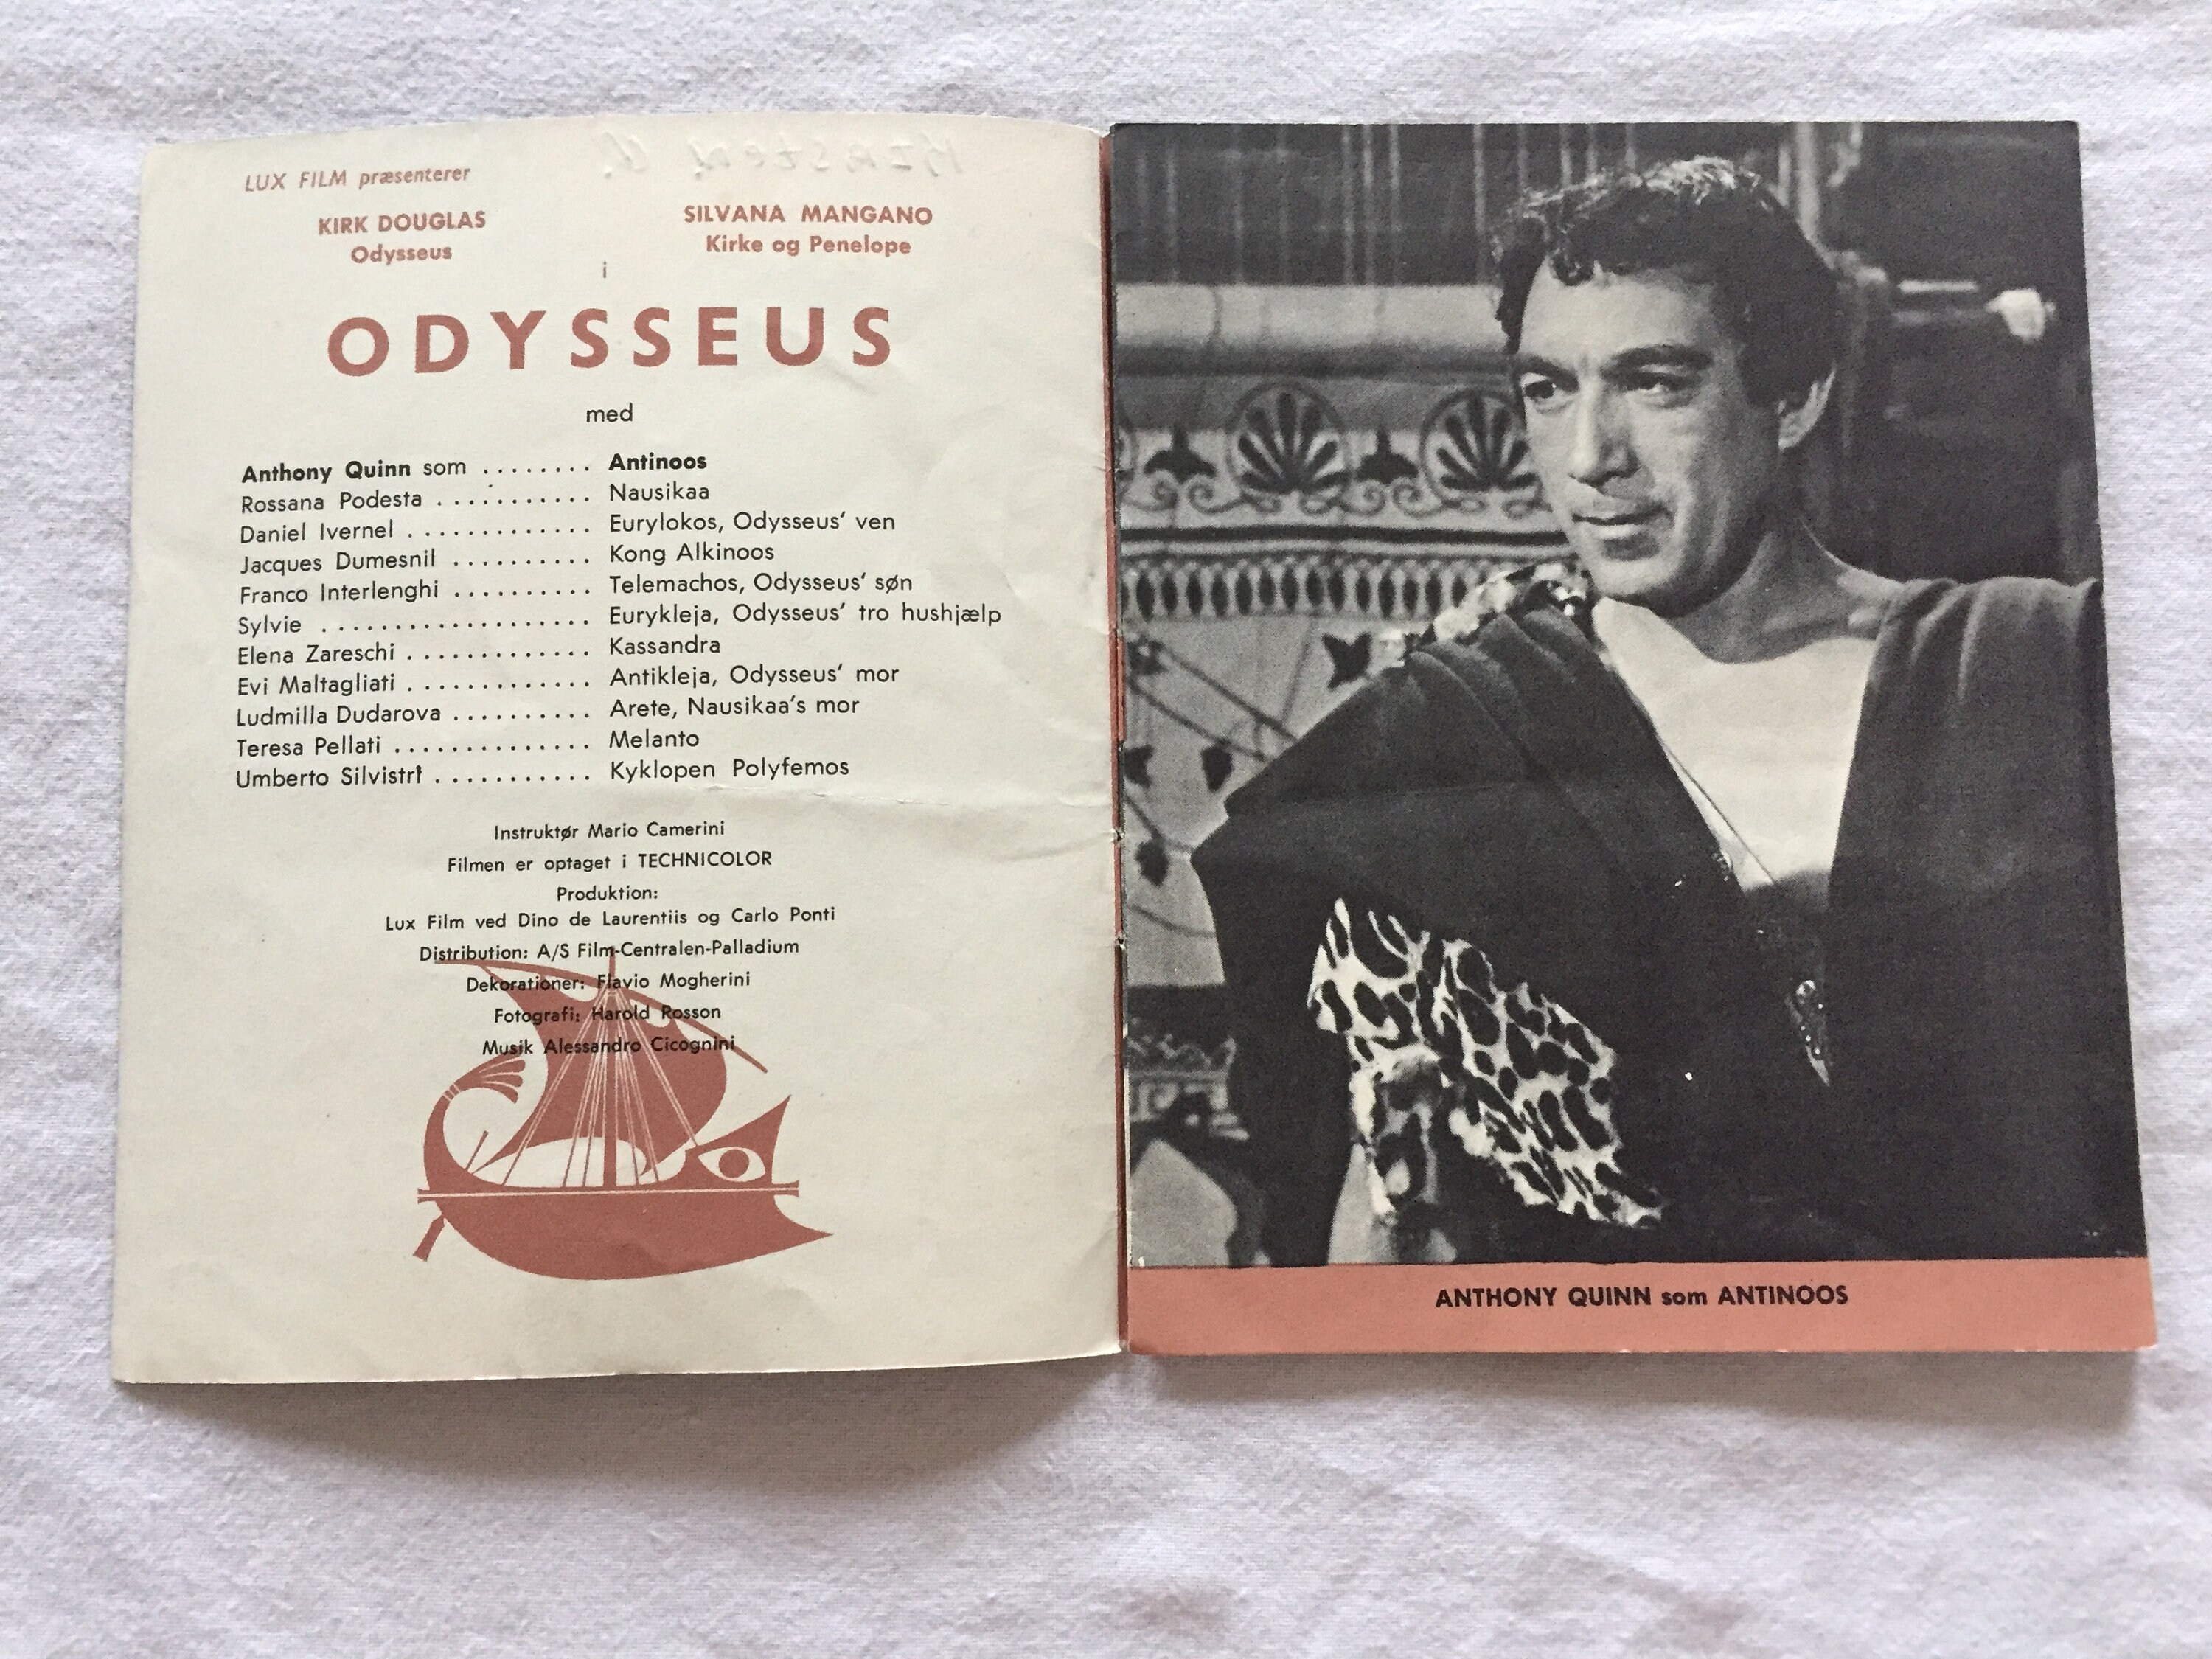 LUX FILM præsenterer
KIRK DOUGLAS
Odysseus
SILVANA MANGANO
Kirke og Penelope
i
ODYSSEUS
med
Anthony Quinn som ........ Antinoos
Rossana Podesta ........... Nausikaa
Daniel Ivernel ............. Eurylokos, Odysseus' ven
Jacques Dumesnil .......... Kong Alkinoos
Franco Interlenghi .......... Telemachos, Odysseus' søn
Sylvie ................... Eurykleja, Odysseus' tro hushjælp
Elena Zareschi ............. Kassandra
Evi Maltagliati ............. Antikleja, Odysseus' mor
Ludmilla Dudarova .......... Arete, Nausikaa's mor
Teresa Pellati .............. Melanto
Umberto Silvistri ........... Kyklopen Polyfemos
Instruktør Mario Camerini
Filmen er optaget i TECHNICOLOR
Produktion:
Lux Film ved Dino de Laurentiis og Carlo Ponti
Distribution: A/S Film-Centralen-Palladium
Dekorationer: Flavio Mogherini
Fotografi: Harold Rosson
Musik Alessandro Cicognini
ANTHONY QUINN som ANTINOOS